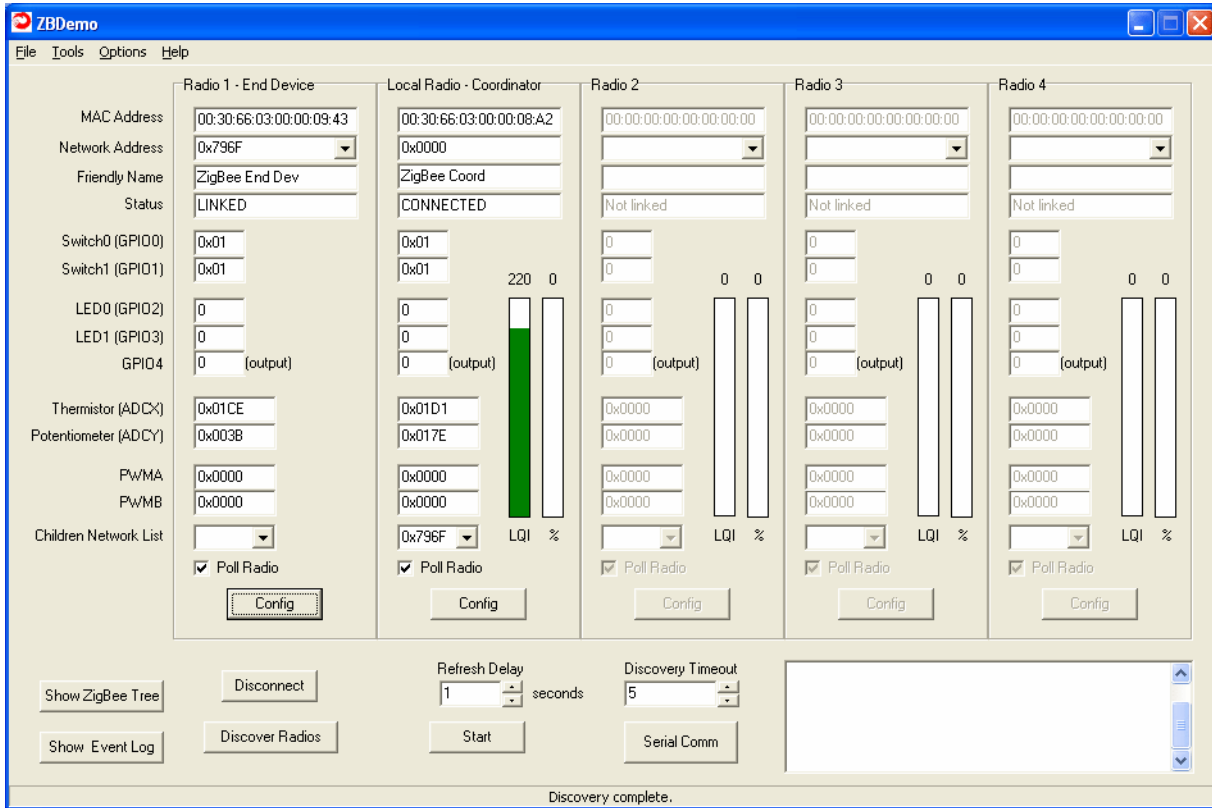 ZBDemo
File Tools Options Help
Radio 1 - End Device Local Radio - Coordinator Radio 2 Radio 3 Radio 4
MAC Address 00:30:66:03:00:00:09:43 00:30:66:03:00:00:08:A2 00:00:00:00:00:00:00:00 00:00:00:00:00:00:00:00 00:00:00:00:00:00:00:00
Network Address 0x796F 0x0000
Friendly Name ZigBee End Dev ZigBee Coord
Status LINKED CONNECTED Not linked Not linked Not linked
Switch0 (GPIO0) 0x01 0x01 0 0 0
Switch1 (GPIO1) 0x01 0x01 220 0 0 0 0 0 0 0 0 0
LED0 (GPIO2) 0 0 0 0 0
LED1 (GPIO3) 0 0 0 0 0
GPIO4 0 (output) 0 (output) 0 (output) 0 (output) 0 (output)
Thermistor (ADCX) 0x01CE 0x01D1 0x0000 0x0000 0x0000
Potentiometer (ADCY) 0x003B 0x017E 0x0000 0x0000 0x0000
PWMA 0x0000 0x0000 0x0000 0x0000 0x0000
PWMB 0x0000 0x0000 0x0000 0x0000 0x0000
Children Network List 0x796F LQI % LQI % LQI % LQI %
Poll Radio Poll Radio Poll Radio Poll Radio Poll Radio
Config Config Config Config Config
Refresh Delay Discovery Timeout
Show ZigBee Tree Disconnect 1 seconds 5
Show Event Log Discover Radios Start Serial Comm
Discovery complete.